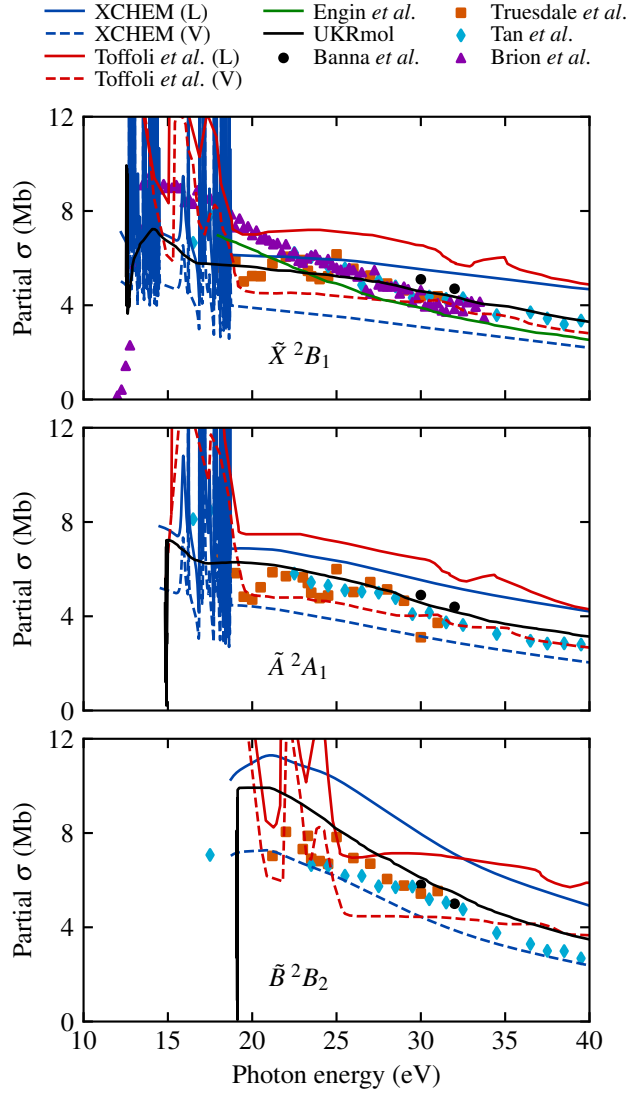 XCHEM (L)
XCHEM (V)
Toffoli et al. (L)
Toffoli et al. (V)
Engin et al.
UKRmol
Banna et al.
Truesdale et al.
Tan et al.
Brion et al.
12
8
4
0
Partial σ (Mb)
X̃ ²B₁
12
8
4
0
Partial σ (Mb)
Ã ²A₁
12
8
4
0
Partial σ (Mb)
B̃ ²B₂
10 15 20 25 30 35 40
Photon energy (eV)